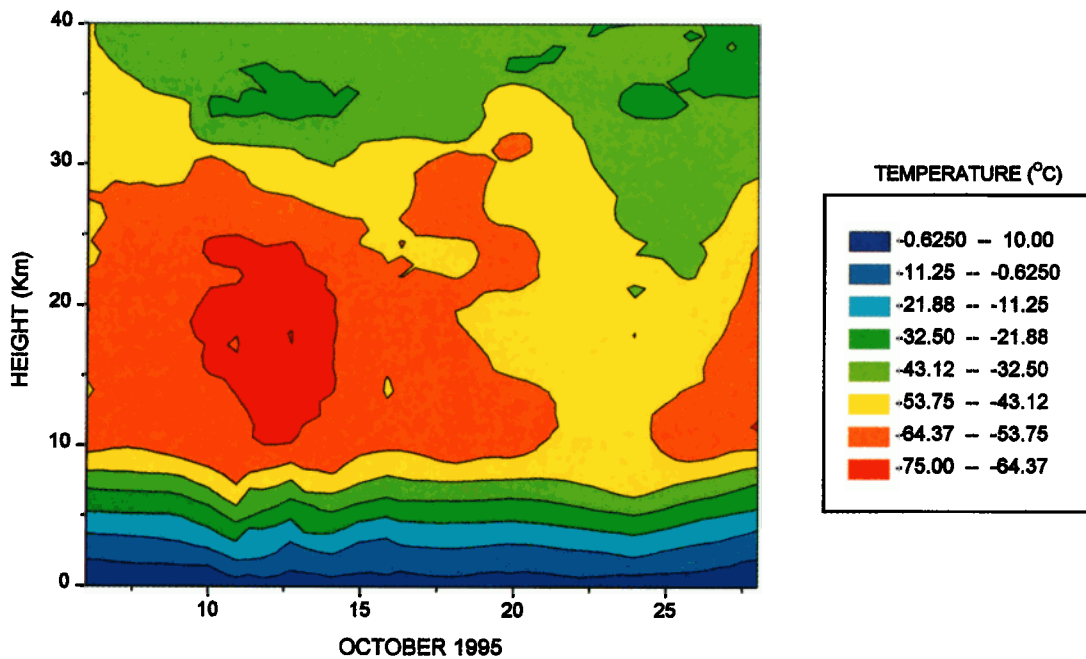 40
30
20
10
0
HEIGHT (Km)
10
15
20
25
OCTOBER 1995
TEMPERATURE (°C)
-0.6250 -- 10.00
-11.25 -- -0.6250
-21.88 -- -11.25
-32.50 -- -21.88
-43.12 -- -32.50
-53.75 -- -43.12
-64.37 -- -53.75
-75.00 -- -64.37